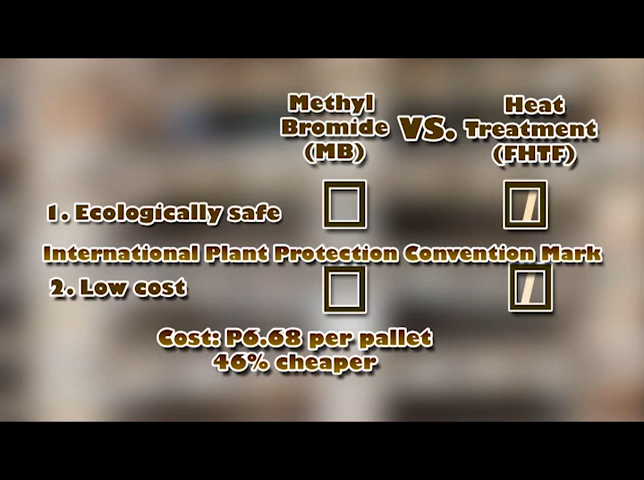 Methyl
Bromide
(MB)
VS.
Heat
Treatment
(FHTF)
1. Ecologically safe
International Plant Protection Convention Mark
2. Low cost
Cost: P6.68 per pallet
46% cheaper